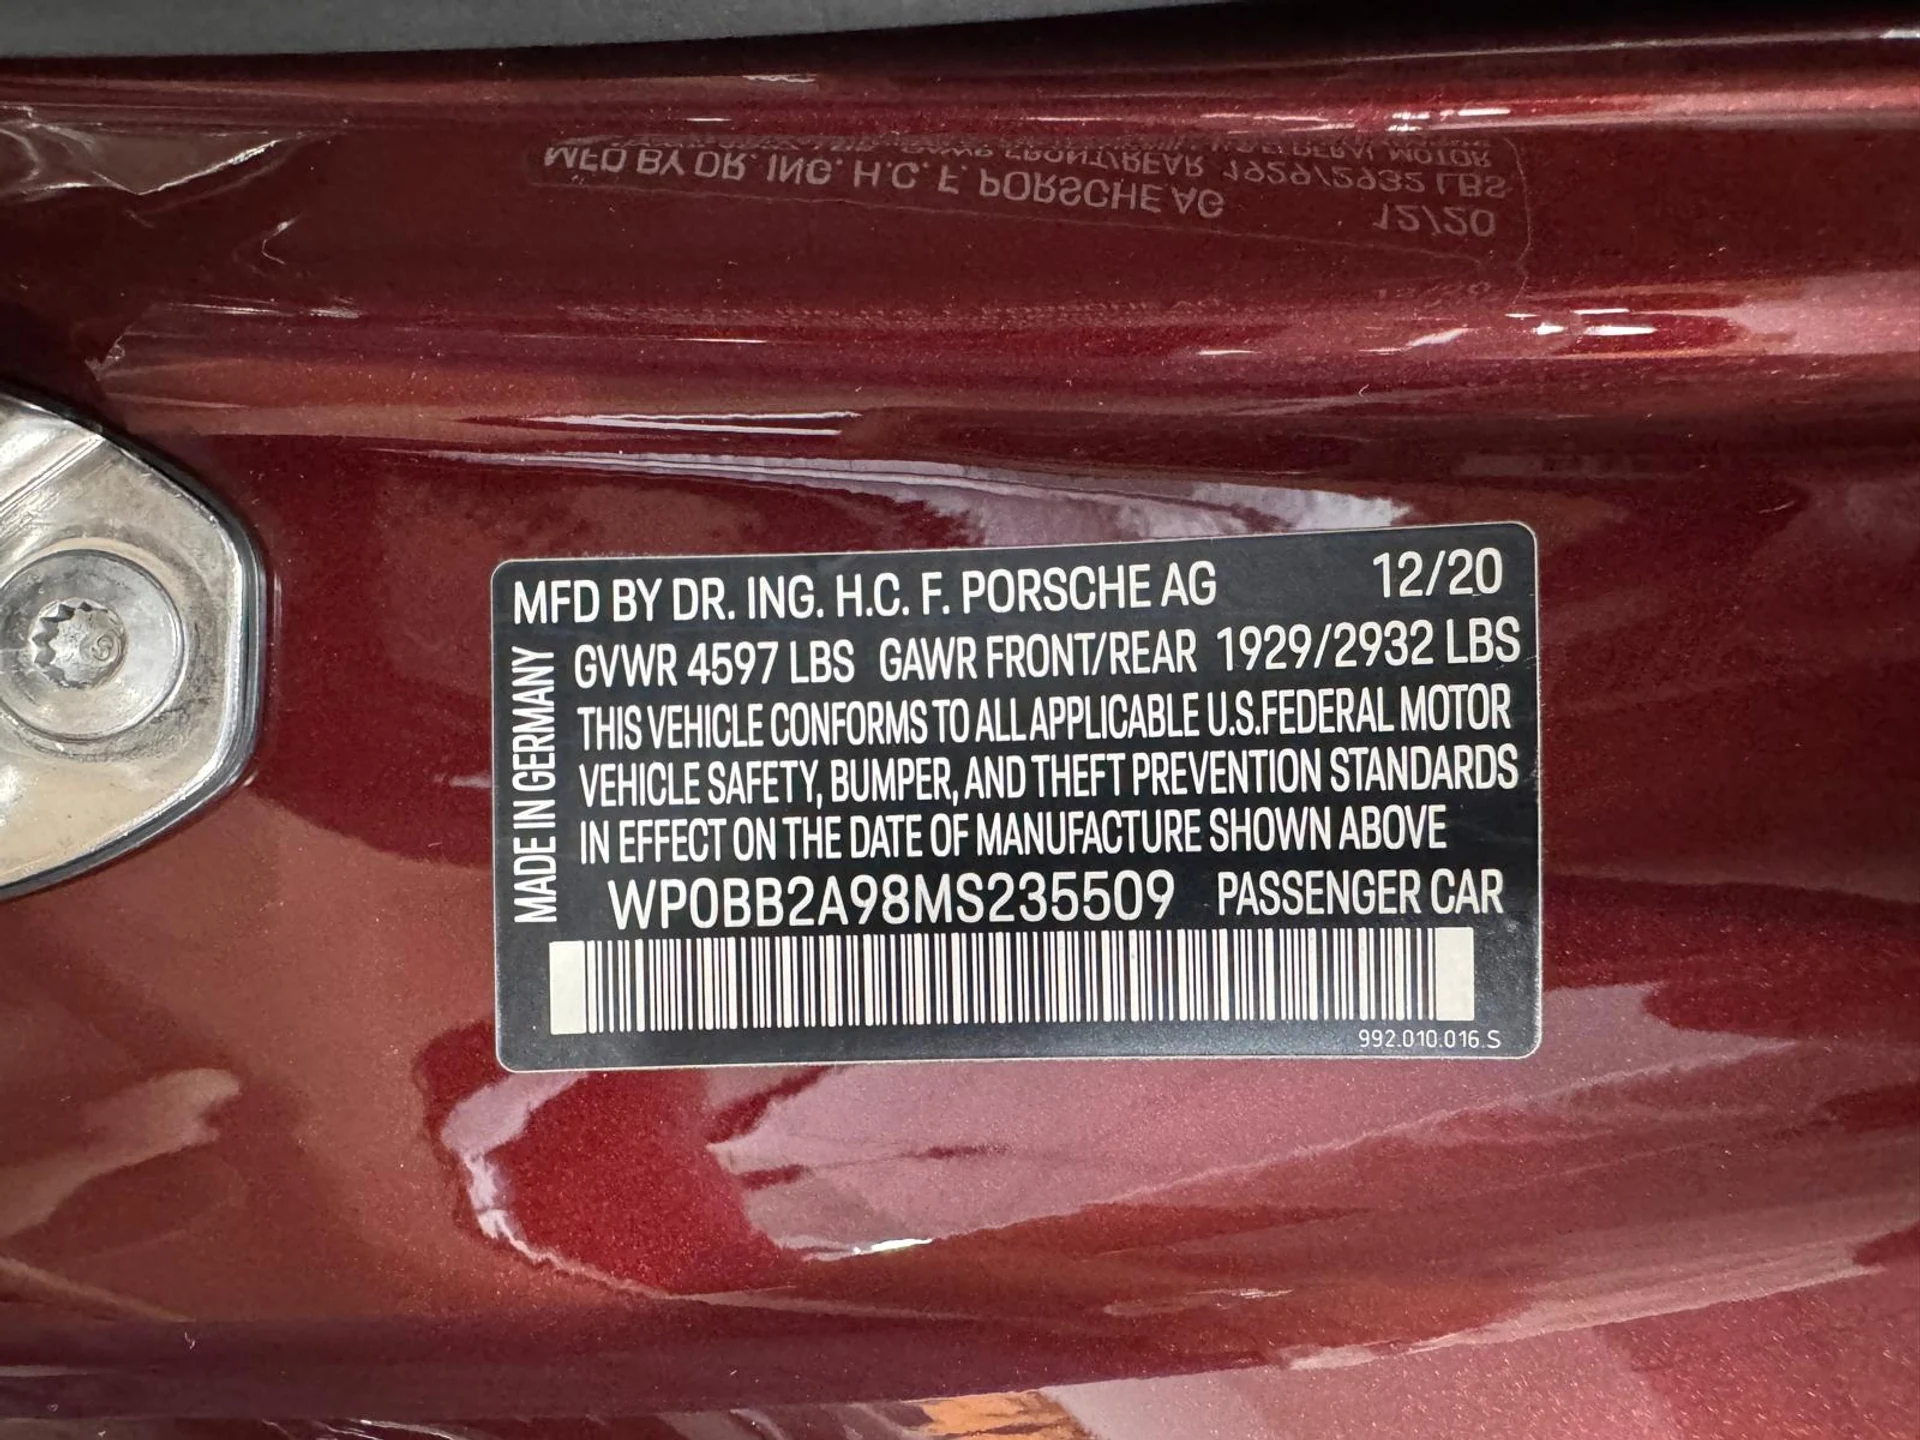 MFD BY DR. ING. H.C. F. PORSCHE AG 12/20
GVWR 4597 LBS GAWR FRONT/REAR 1929/2932 LBS
THIS VEHICLE CONFORMS TO ALL APPLICABLE U.S.FEDERAL MOTOR
VEHICLE SAFETY, BUMPER, AND THEFT PREVENTION STANDARDS
IN EFFECT ON THE DATE OF MANUFACTURE SHOWN ABOVE
WP0BB2A98MS235509 PASSENGER CAR
992.010.016 S
MADE IN GERMANY